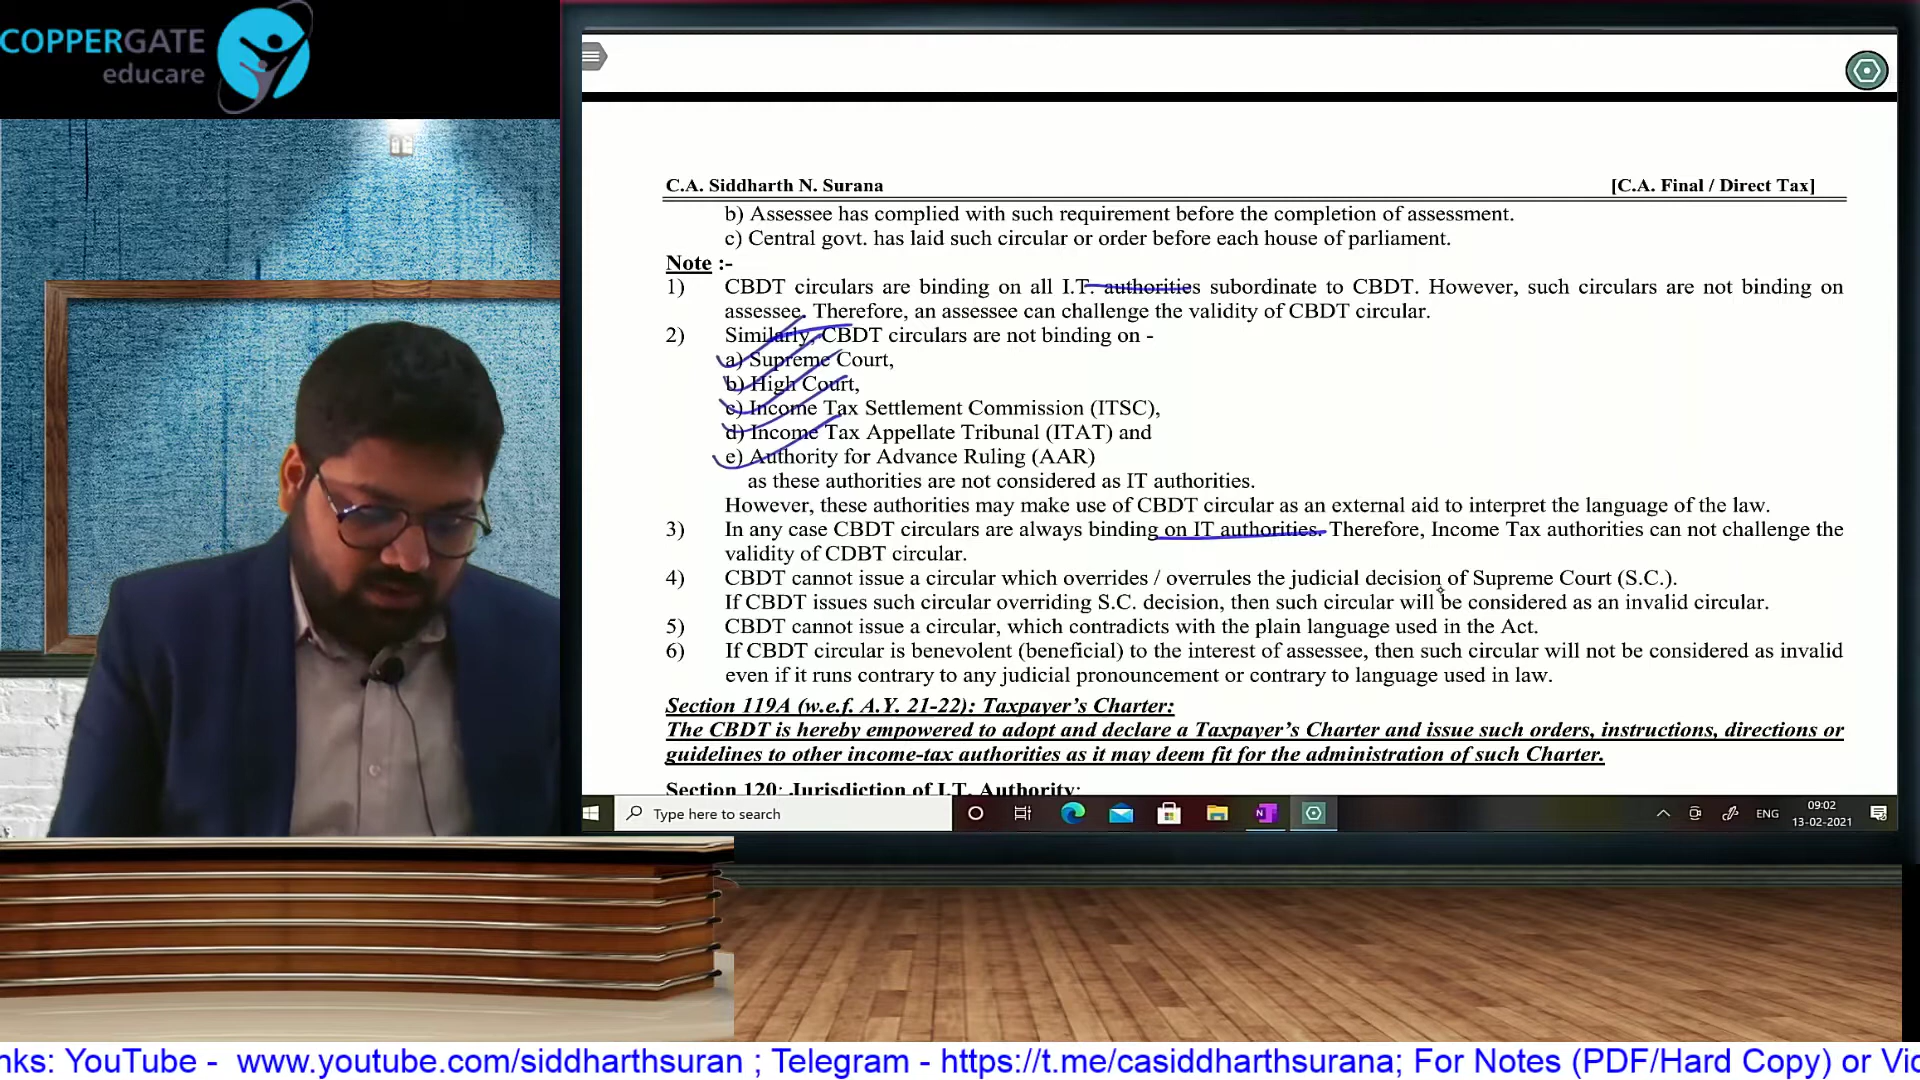 COPPERGATE
educare
C.A. Siddharth N. Surana [C.A. Final / Direct Tax]
b) Assessee has complied with such requirement before the completion of assessment.
c) Central govt. has laid such circular or order before each house of parliament.
Note :-
1) CBDT circulars are binding on all I.T. authorities subordinate to CBDT. However, such circulars are not binding on
assessee. Therefore, an assessee can challenge the validity of CBDT circular.
2) Similarly, CBDT circulars are not binding on -
a) Supreme Court,
b) High Court,
c) Income Tax Settlement Commission (ITSC),
d) Income Tax Appellate Tribunal (ITAT) and
e) Authority for Advance Ruling (AAR)
as these authorities are not considered as IT authorities.
However, these authorities may make use of CBDT circular as an external aid to interpret the language of the law.
3) In any case CBDT circulars are always binding on IT authorities. Therefore, Income Tax authorities can not challenge the
validity of CDBT circular.
4) CBDT cannot issue a circular which overrides / overrules the judicial decision of Supreme Court (S.C.).
If CBDT issues such circular overriding S.C. decision, then such circular will be considered as an invalid circular.
5) CBDT cannot issue a circular, which contradicts with the plain language used in the Act.
6) If CBDT circular is benevolent (beneficial) to the interest of assessee, then such circular will not be considered as invalid
even if it runs contrary to any judicial pronouncement or contrary to language used in law.
Section 119A (w.e.f. A.Y. 21-22): Taxpayer's Charter:
The CBDT is hereby empowered to adopt and declare a Taxpayer's Charter and issue such orders, instructions, directions or
guidelines to other income-tax authorities as it may deem fit for the administration of such Charter.
Section 120: Jurisdiction of I.T. Authority:
Type here to search
ENG
09:02
13-02-2021
nks: YouTube - www.youtube.com/siddharthsuran ; Telegram - https://t.me/casiddharthsurana; For Notes (PDF/Hard Copy) or Vi